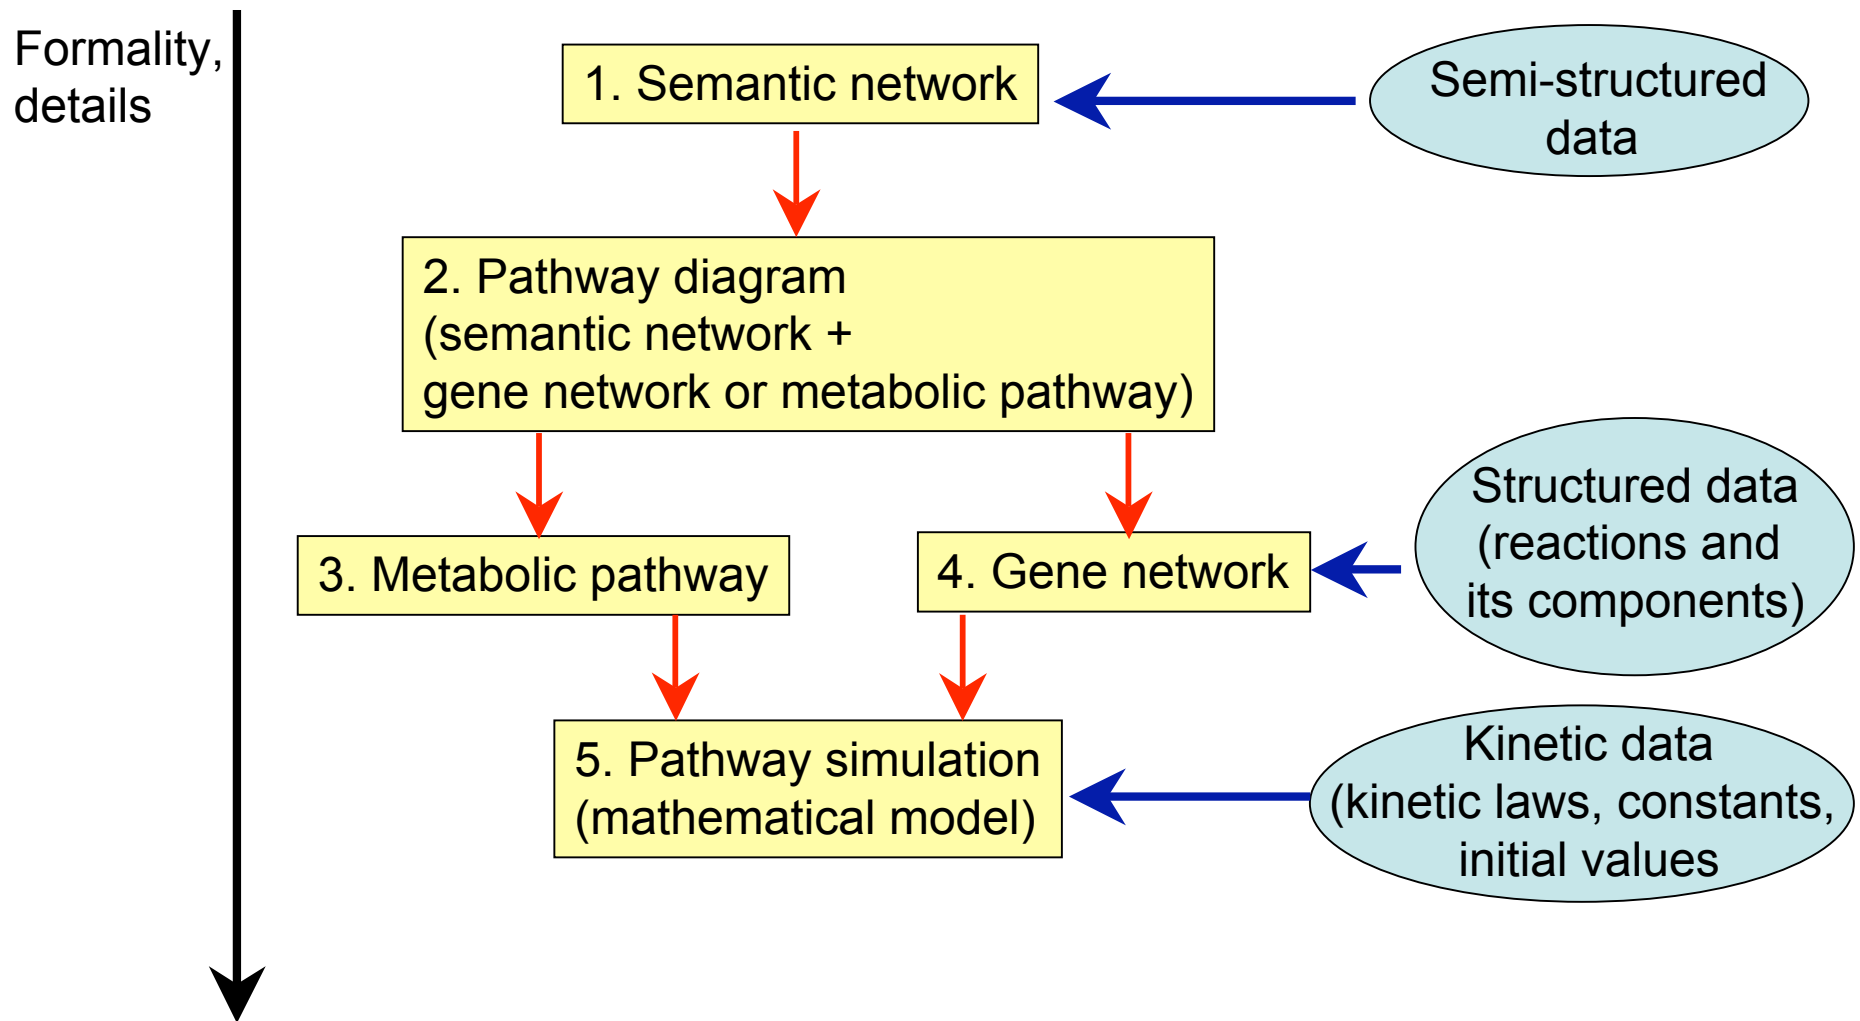 Formality,
details
1. Semantic network
Semi-structured
data
2. Pathway diagram
(semantic network +
gene network or metabolic pathway)
3. Metabolic pathway
4. Gene network
Structured data
(reactions and
its components)
5. Pathway simulation
(mathematical model)
Kinetic data
(kinetic laws, constants,
initial values